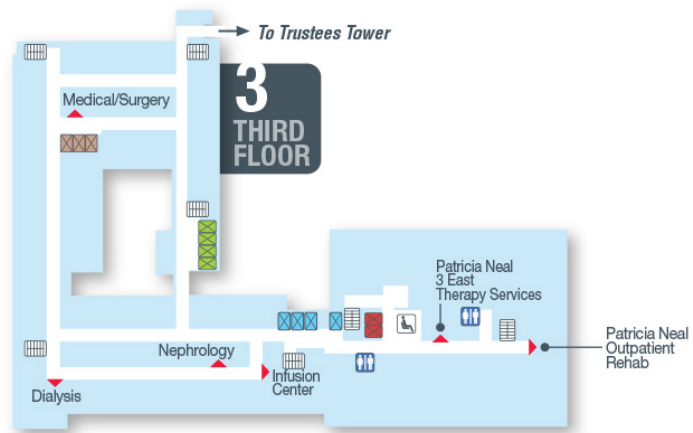 To Trustees Tower
3
THIRD
FLOOR
Medical/Surgery
Patricia Neal
3 East
Therapy Services
Patricia Neal
Outpatient
Rehab
Nephrology
Infusion
Center
Dialysis